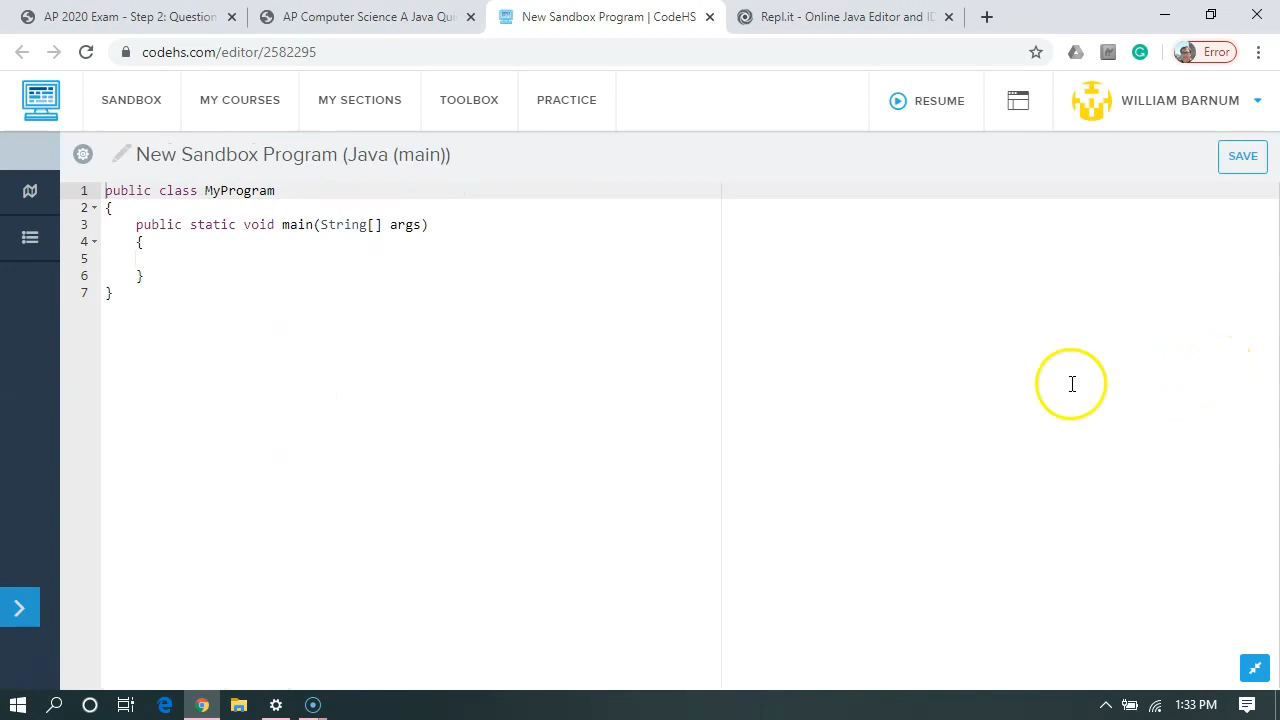 AP 2020 Exam - Step 2: Question
AP Computer Science A Java Qui
New Sandbox Program | CodeHS
Repl.it - Online Java Editor and ID
codehs.com/editor/2582295
Error
SANDBOX
MY COURSES
MY SECTIONS
TOOLBOX
PRACTICE
RESUME
WILLIAM BARNUM
New Sandbox Program (Java (main))
SAVE
1 public class MyProgram
2 {
3 public static void main(String[] args)
4 {
5
6 }
7 }
1:33 PM